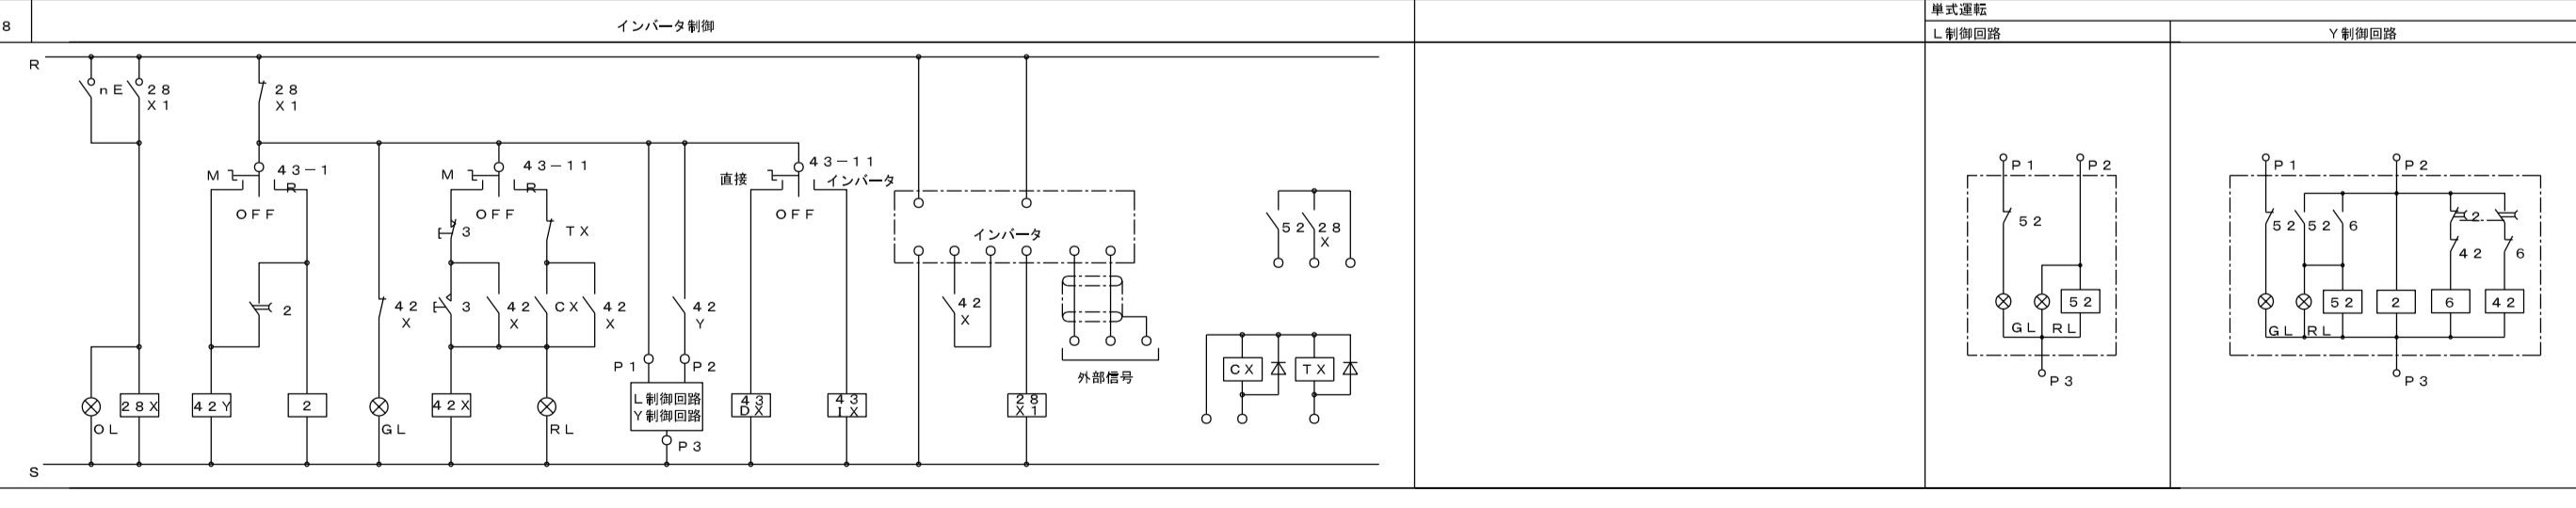 8
インバータ制御
単式運転
L制御回路
Y制御回路
R
nE
28
X1
28
X1
M
43-1
R
OFF
2
OL
28X
42Y
2
42
X
GL
M
43-11
R
OFF
3
TX
3
42
X
CX
42
X
42X
RL
42
Y
P1
P2
L制御回路
Y制御回路
P3
直接
43-11
インバータ
OFF
43
DX
43
IX
インバータ
42
X
外部信号
28
X1
52
28
X
CX
TX
S
P1
P2
52
52
GL
RL
P3
P1
P2
52
52
6
2
42
6
52
2
6
42
GL
RL
P3